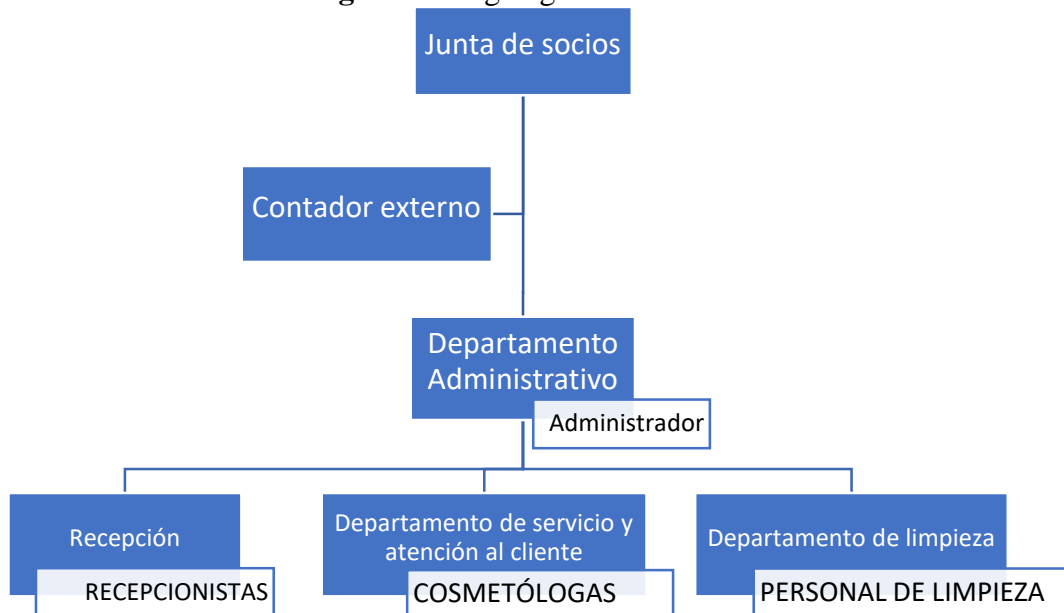 Junta de socios
Contador externo
Departamento
Administrativo
Administrador
Recepción
RECEPCIONISTAS
Departamento de servicio y
atención al cliente
COSMETÓLOGAS
Departamento de limpieza
PERSONAL DE LIMPIEZA